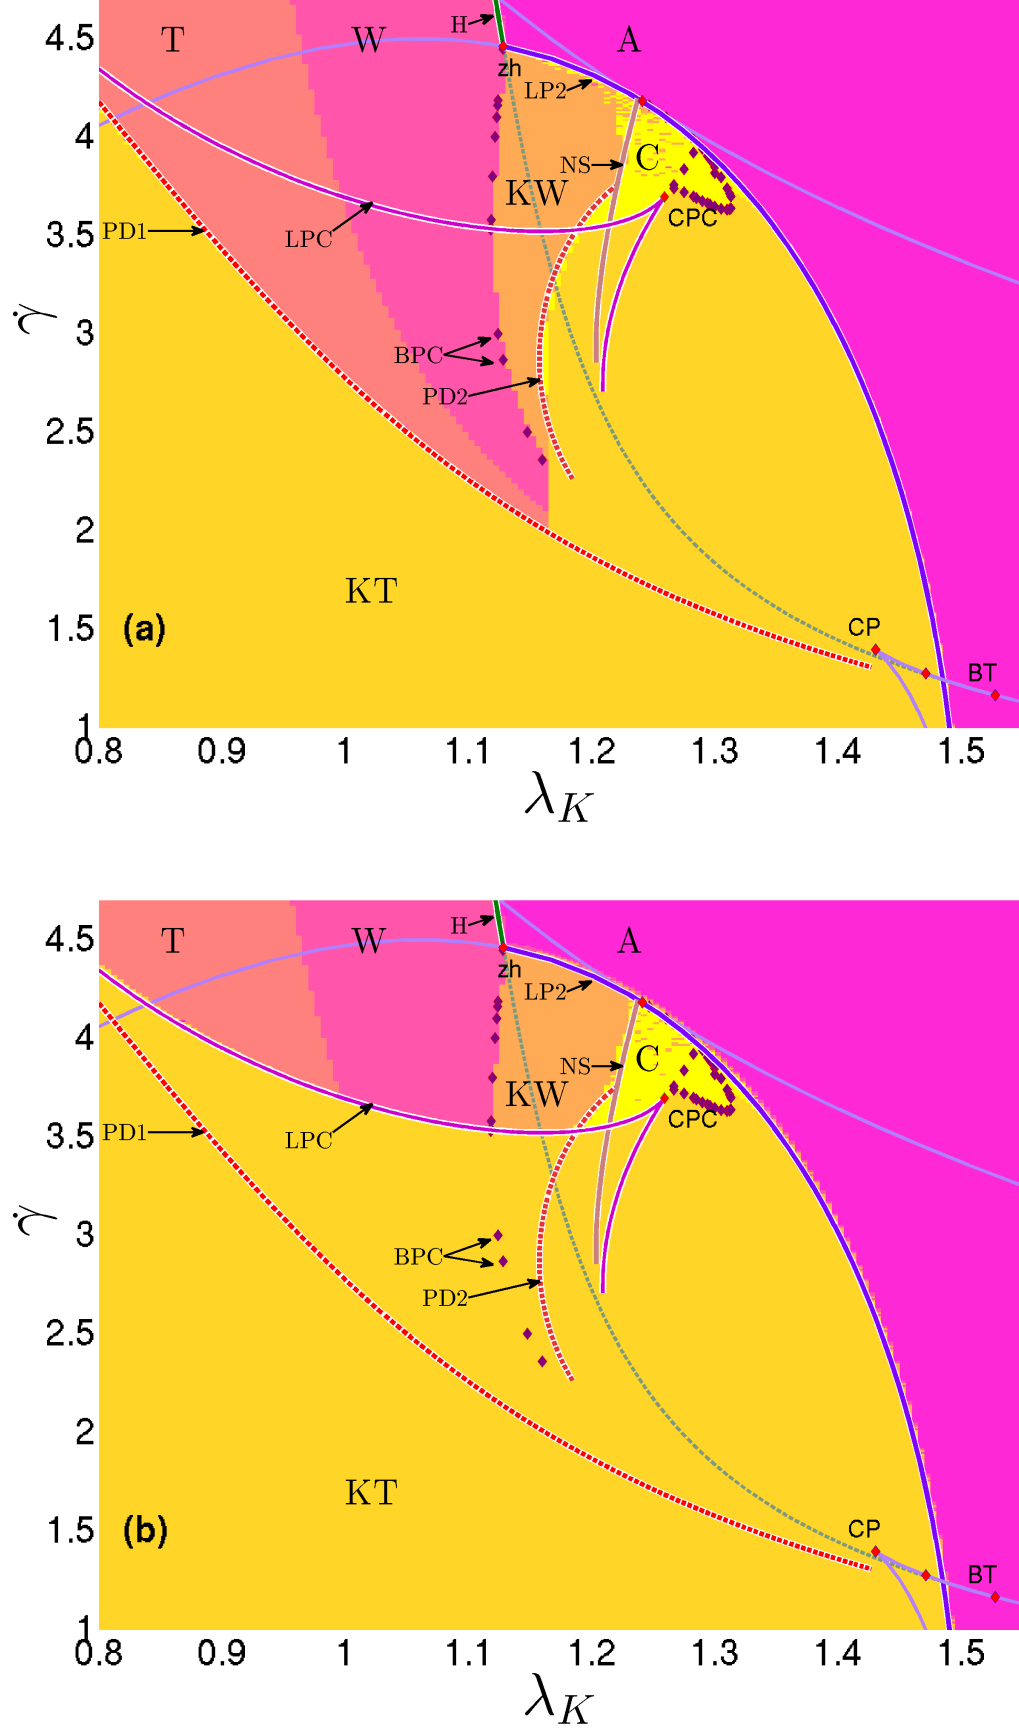 4.5
T
W
H
A
zh
LP2
4
NS
C
KW
CPC
3.5
PD1
LPC
γ̇
3
BPC
PD2
2.5
2
KT
1.5
(a)
CP
BT
1
0.8 0.9 1 1.1 1.2 1.3 1.4 1.5
λ_K
4.5
T
W
H
A
zh
LP2
4
NS
C
KW
CPC
3.5
PD1
LPC
γ̇
3
BPC
PD2
2.5
2
KT
1.5
(b)
CP
BT
1
0.8 0.9 1 1.1 1.2 1.3 1.4 1.5
λ_K